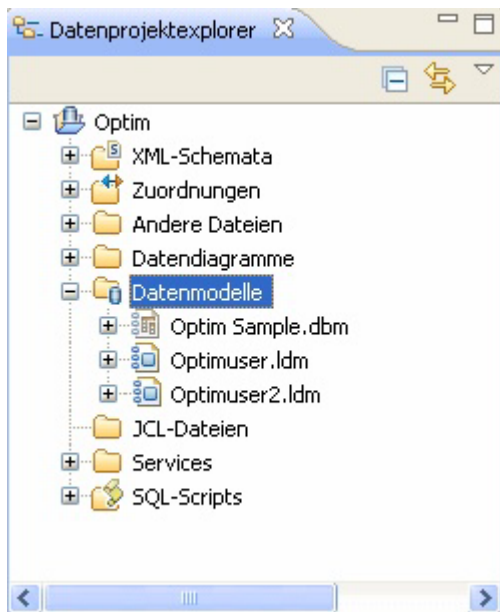 Datenprojektexplorer
Optim
XML-Schemata
Zuordnungen
Andere Dateien
Datendiagramme
Datenmodelle
Optim Sample.dbm
Optimuser.ldm
Optimuser2.ldm
JCL-Dateien
Services
SQL-Scripts